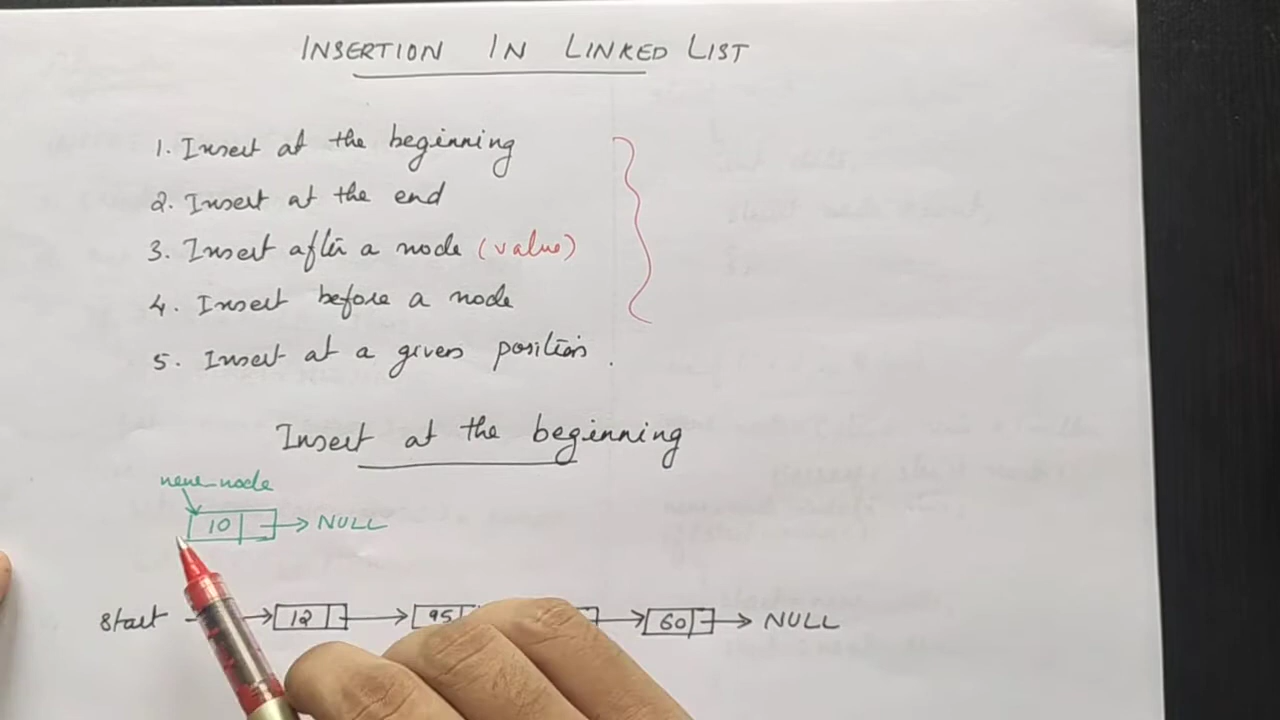 INSERTION IN LINKED LIST
1. Insert at the beginning
2. Insert at the end
3. Insert after a node (value)
4. Insert before a node
5. Insert at a given position.
Insert at the beginning
new_node
10 NULL
start 12 95 60 NULL